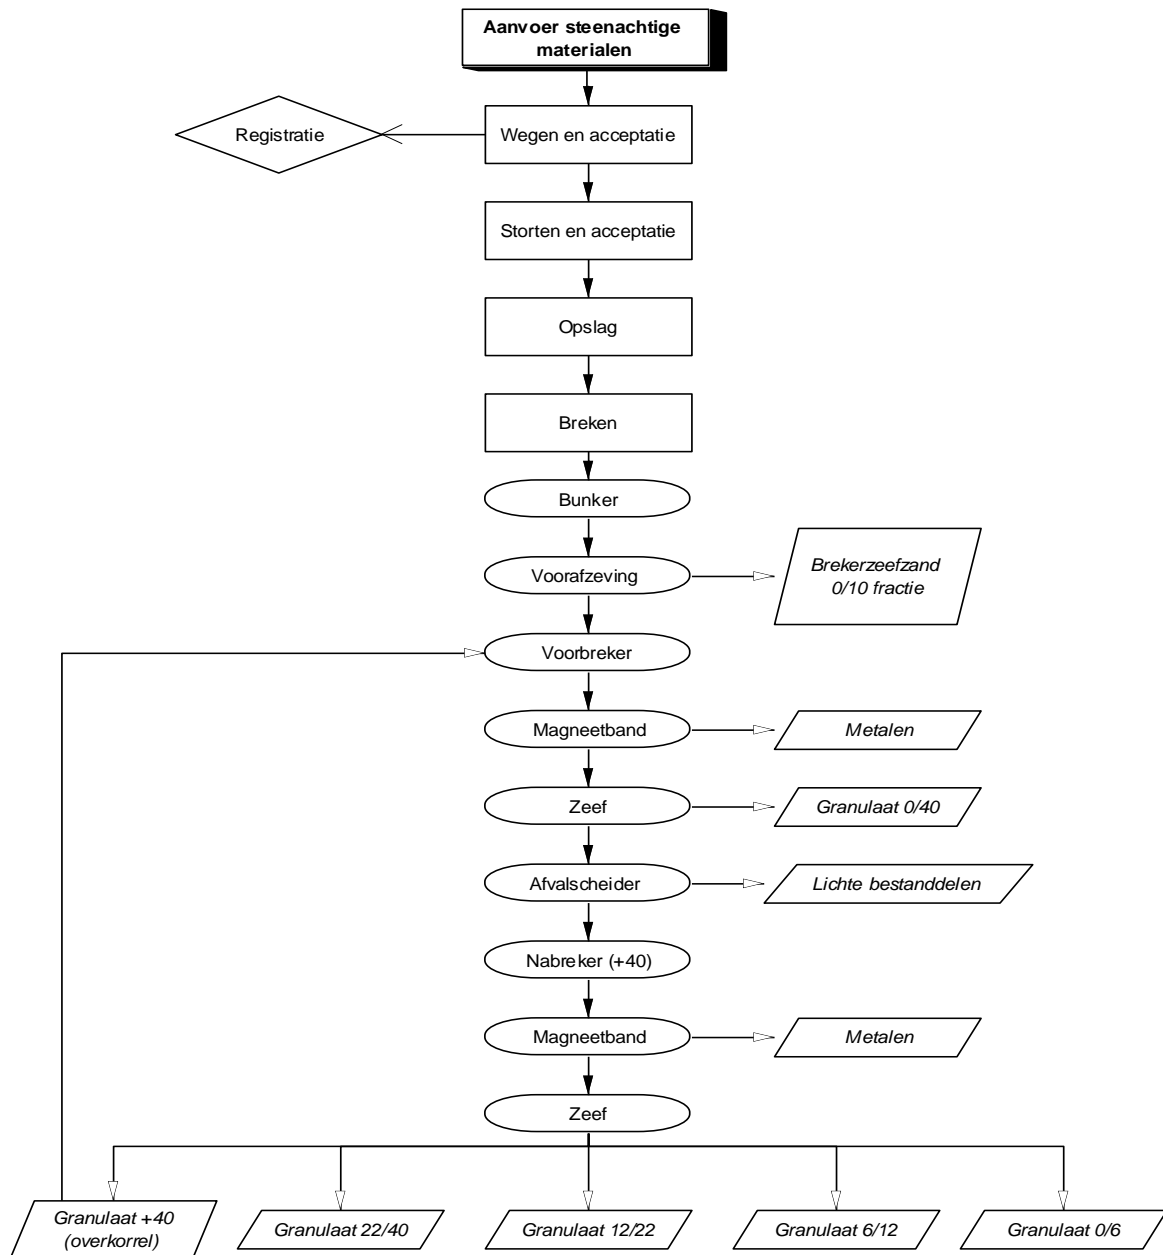 Aanvoer steenachtige
materialen
Registratie
Wegen en acceptatie
Storten en acceptatie
Opslag
Breken
Bunker
Voorafzeving
Brekerzeefzand
0/10 fractie
Voorbreker
Magneetband
Metalen
Zeef
Granulaat 0/40
Afvalscheider
Lichte bestanddelen
Nabreker (+40)
Magneetband
Metalen
Zeef
Granulaat +40
(overkorrel)
Granulaat 22/40
Granulaat 12/22
Granulaat 6/12
Granulaat 0/6